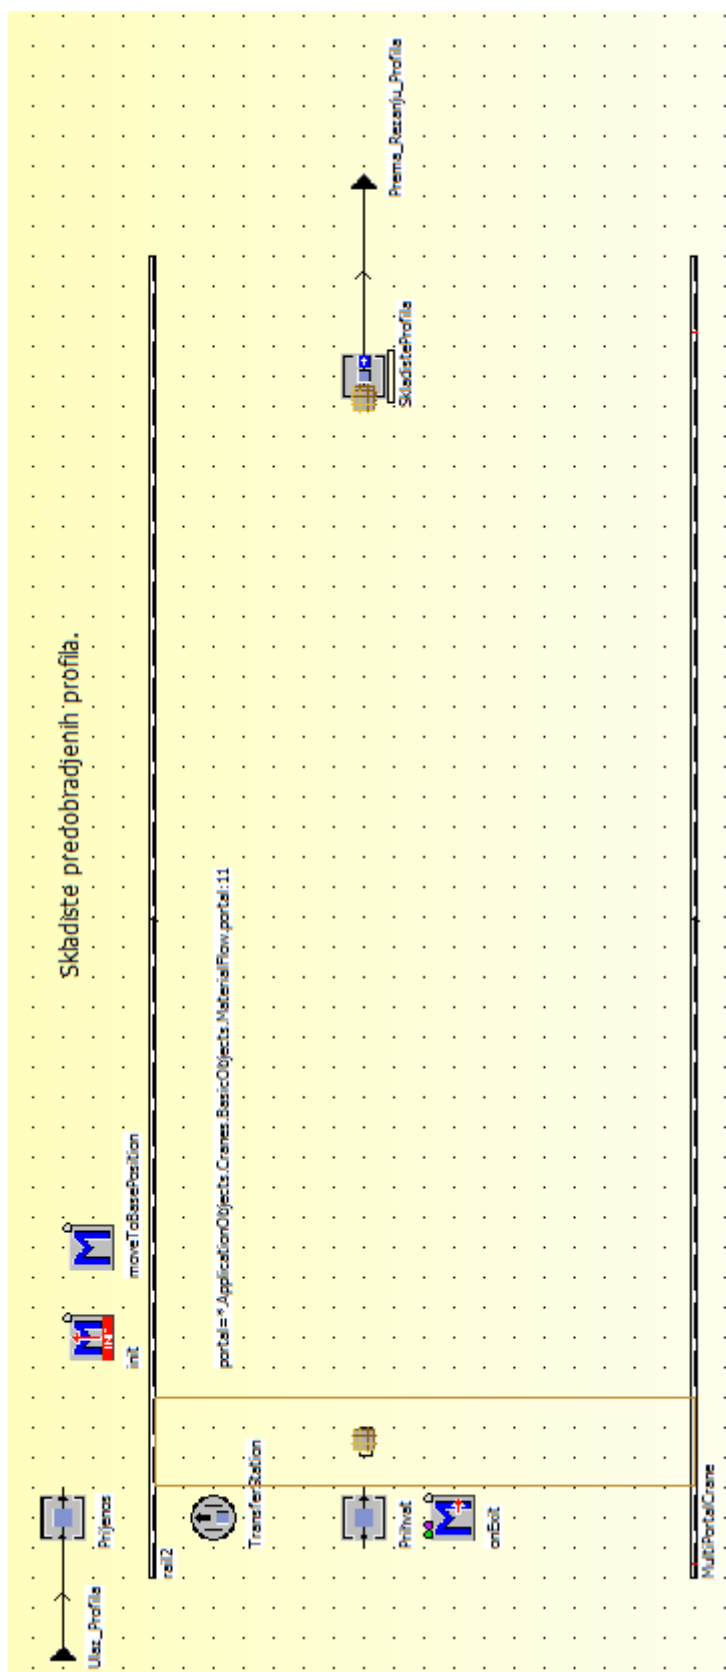 Skladiste predobradjenih profila.
Ulaz_Profila
Prijenos
init
moveToBasePosition
rail2
portal=*.ApplicationObjects.Cranes.BasicObjects.MaterialFlow.portal:11
TransferStation
Prihvat
SkladisteProfila
Prema_Rezanju_Profila
onExit
MultiPortalCrane